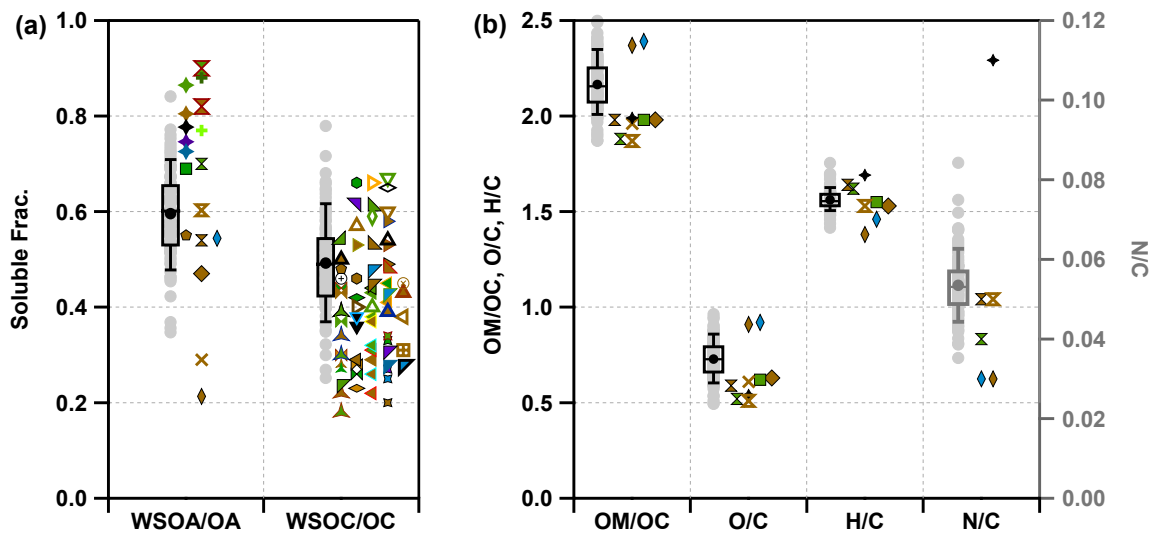 (a)
Soluble Frac.
1.0
0.8
0.6
0.4
0.2
0.0
WSOA/OA WSOC/OC
(b)
OM/OC, O/C, H/C
2.5
2.0
1.5
1.0
0.5
0.0
OM/OC O/C H/C N/C
0.12
0.10
0.08
0.06
0.04
0.02
0.00
N/C